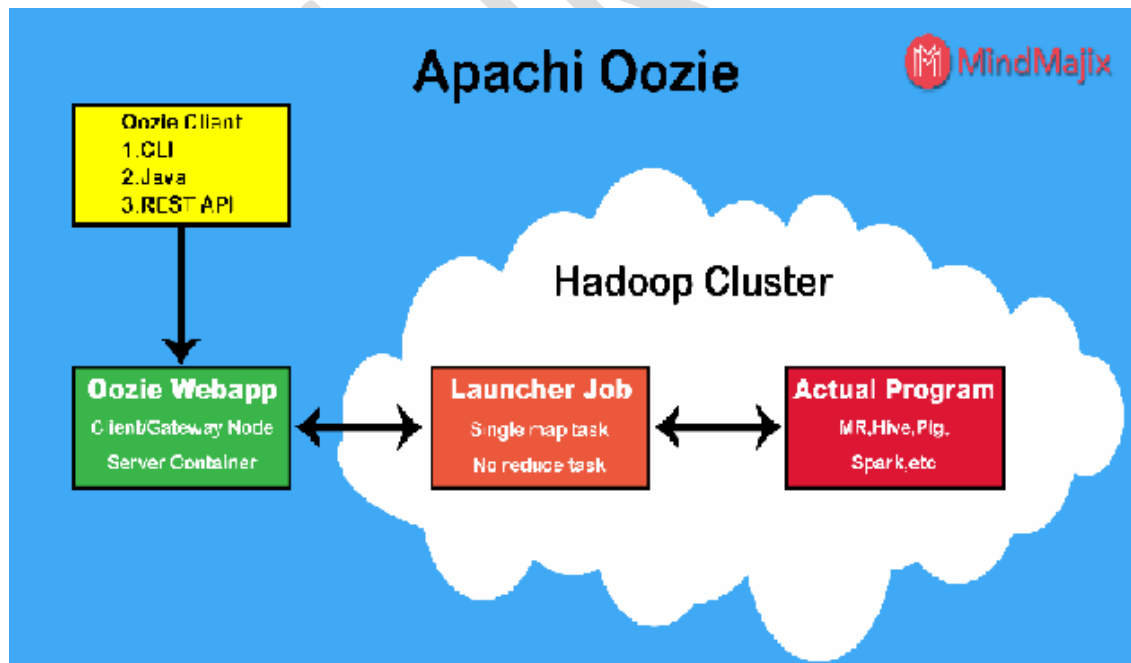 Apachi Oozie
MindMajix
Oozie Client
1.CLI
2.Java
3.REST API
Hadoop Cluster
Oozie Webapp
Client/Gateway Node
Server Container
Launcher Job
Single map task
No reduce task
Actual Program
MR,Hive,Pig,
Spark,etc